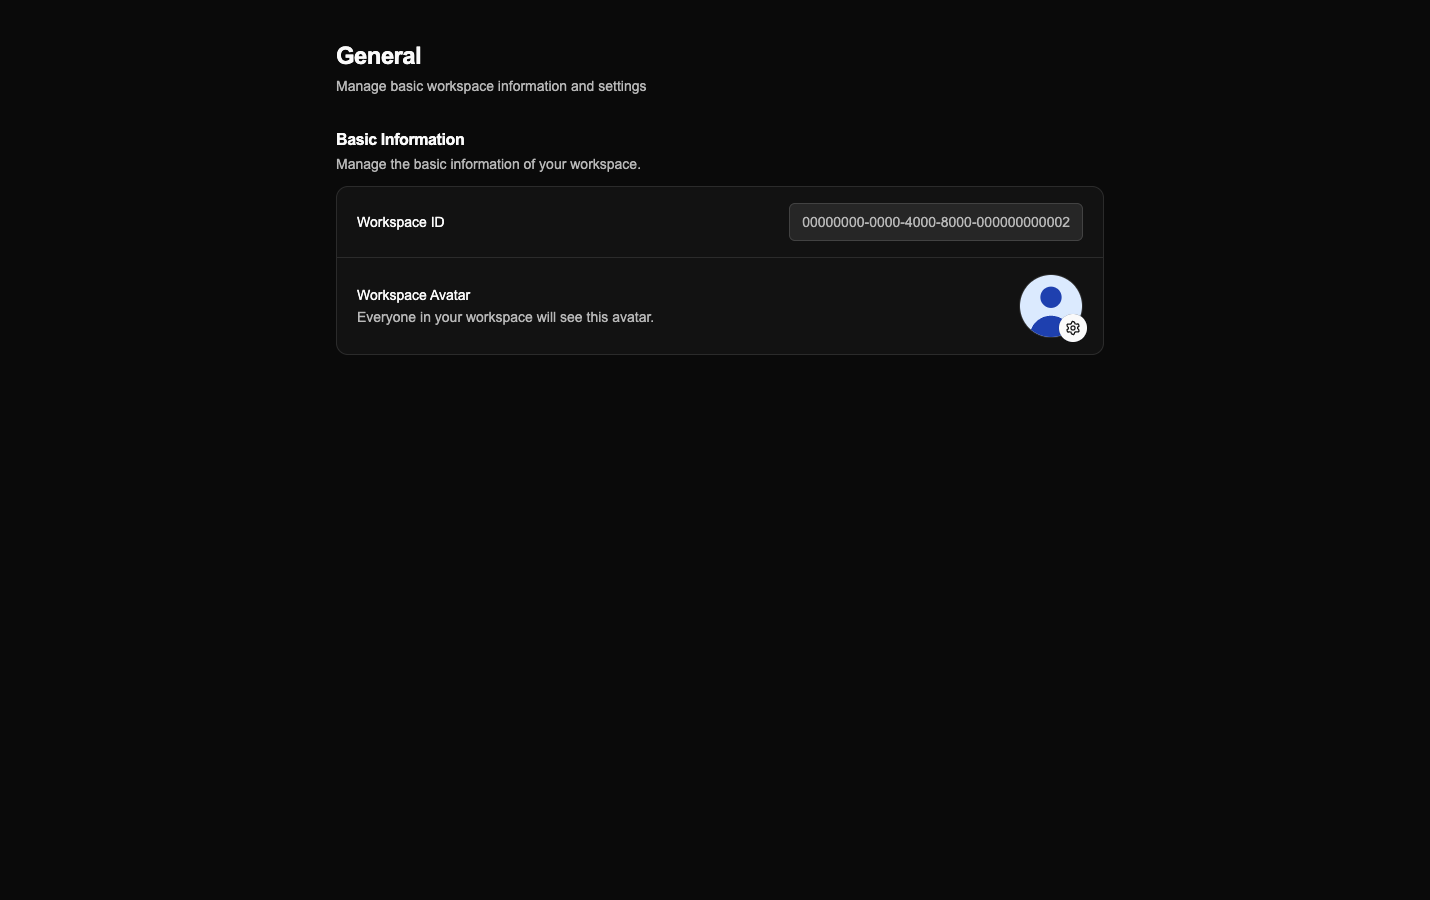 General
Manage basic workspace information and settings
Basic Information
Manage the basic information of your workspace.
Workspace ID
00000000-0000-4000-8000-000000000002
Workspace Avatar
Everyone in your workspace will see this avatar.